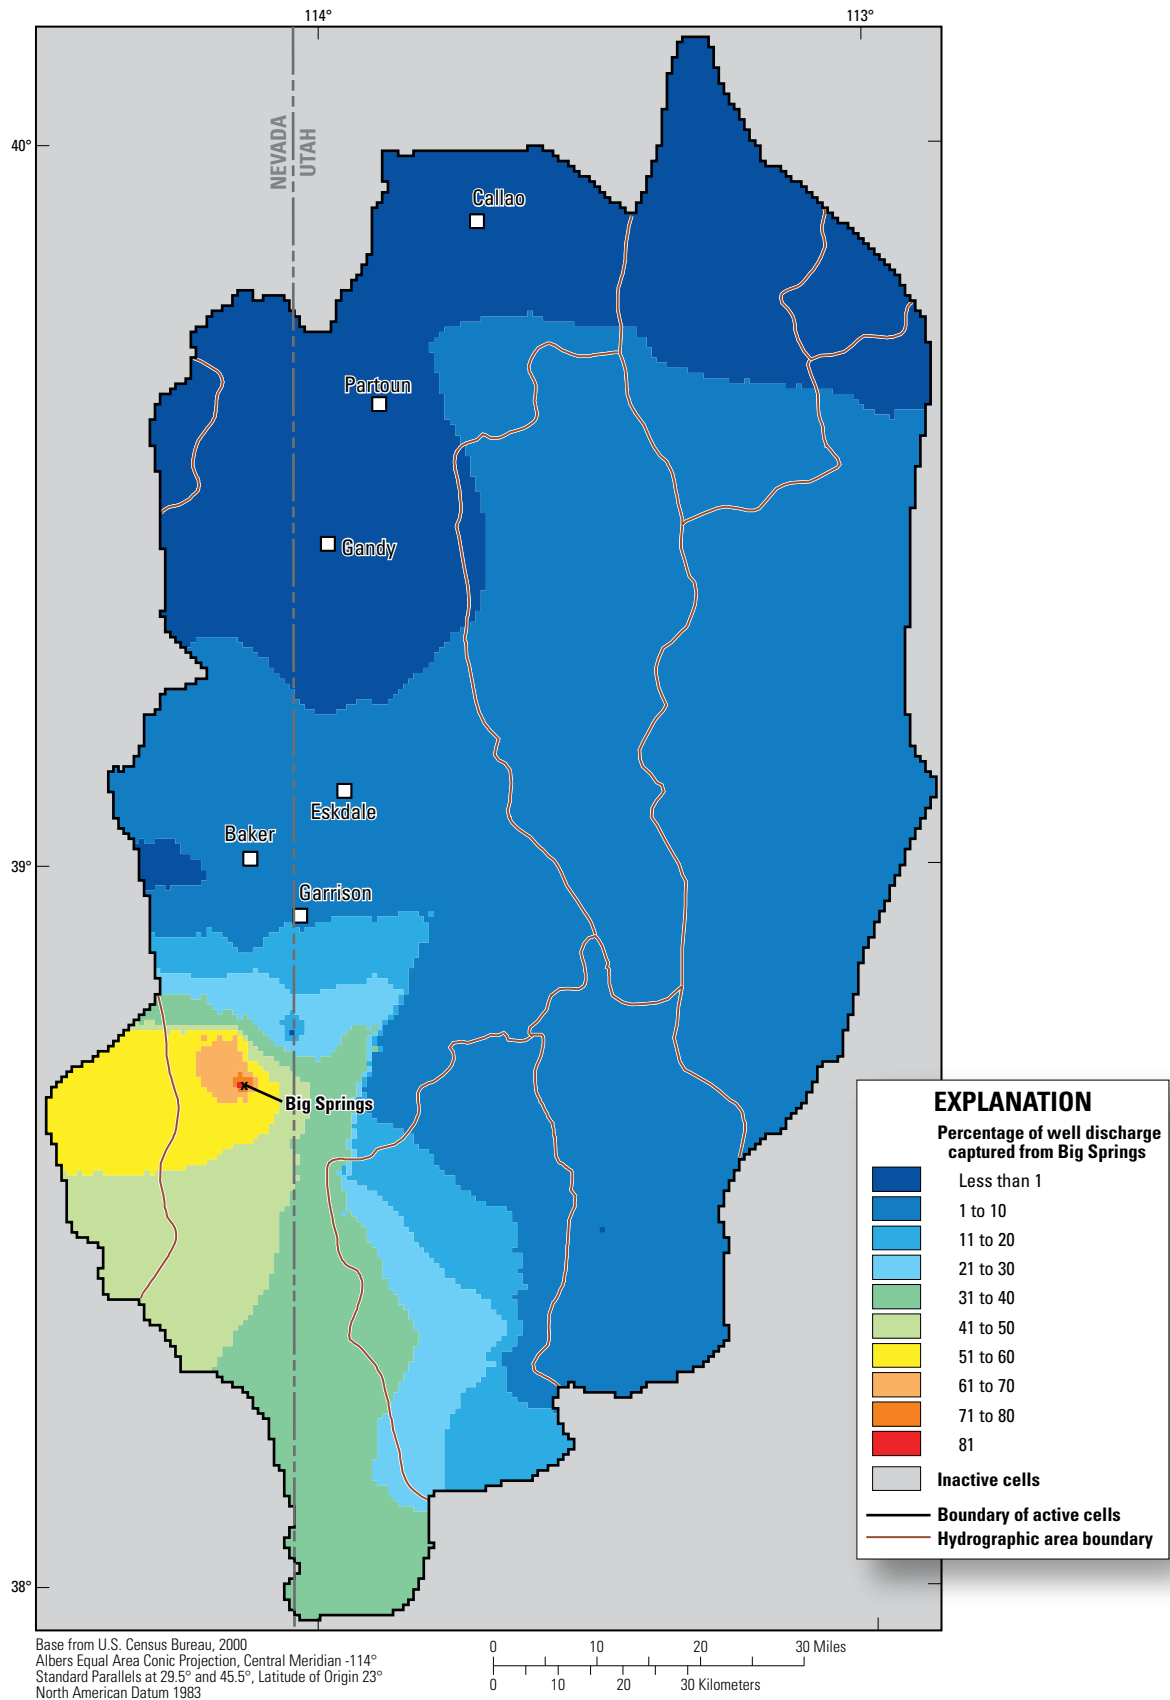 114°
113°
40°
NEVADA
UTAH
Callao
Partoun
Gandy
Eskdale
Baker
39°
Garrison
Big Springs
EXPLANATION
Percentage of well discharge
captured from Big Springs
Less than 1
1 to 10
11 to 20
21 to 30
31 to 40
41 to 50
51 to 60
61 to 70
71 to 80
81
Inactive cells
Boundary of active cells
Hydrographic area boundary
38°
Base from U.S. Census Bureau, 2000
Albers Equal Area Conic Projection, Central Meridian -114°
Standard Parallels at 29.5° and 45.5°, Latitude of Origin 23°
North American Datum 1983
0 10 20 30 Miles
0 10 20 30 Kilometers